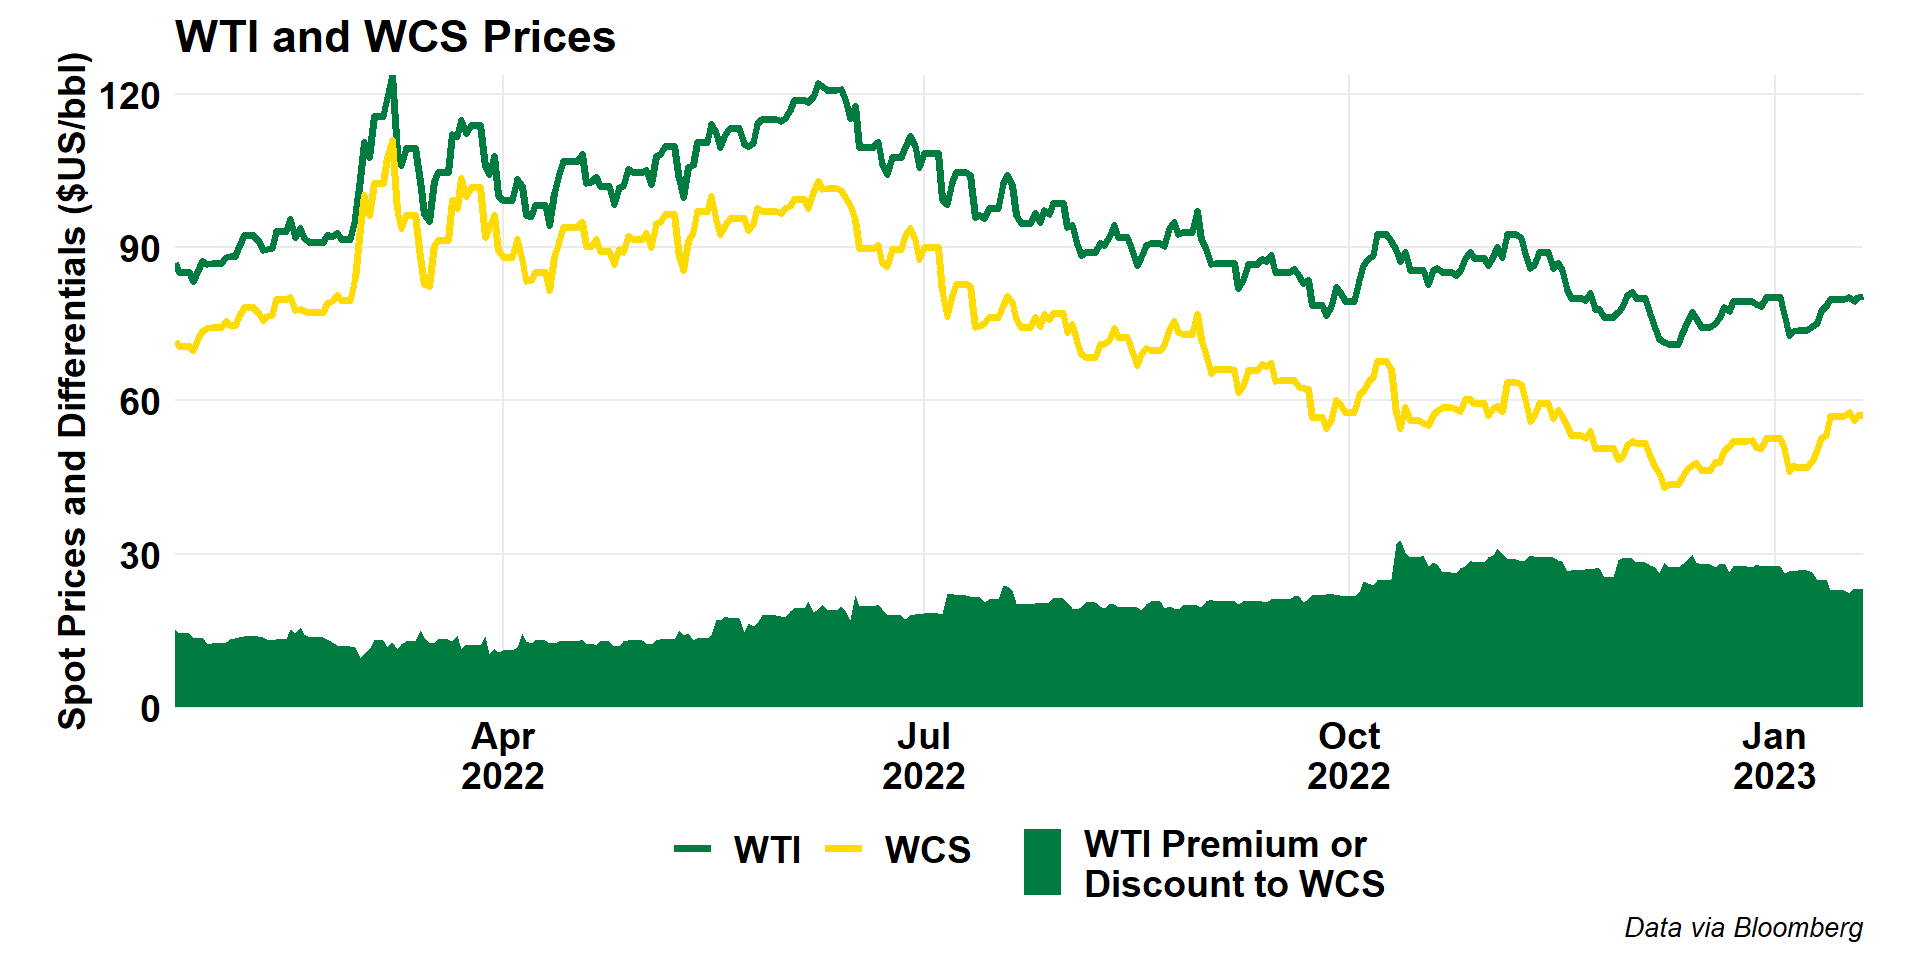 WTI and WCS Prices
Spot Prices and Differentials ($US/bbl)
120
90
60
30
0
Apr
2022
Jul
2022
Oct
2022
Jan
2023
WTI
WCS
WTI Premium or
Discount to WCS
Data via Bloomberg